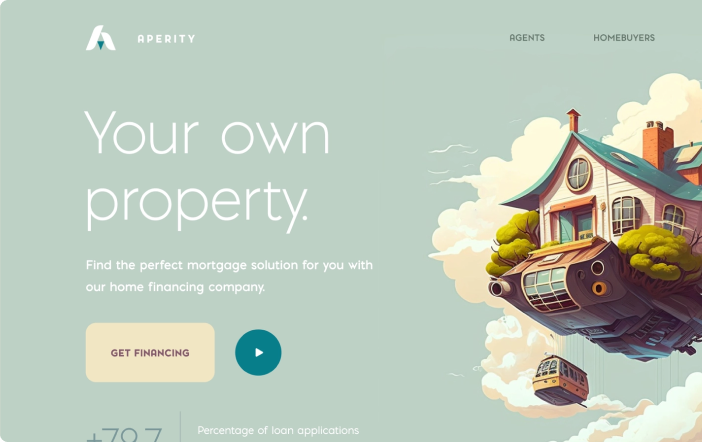 APERITY
AGENTS
HOMEBUYERS
Your own
property.
Find the perfect mortgage solution for you with
our home financing company.
GET FINANCING
+79.7
Percentage of loan applications